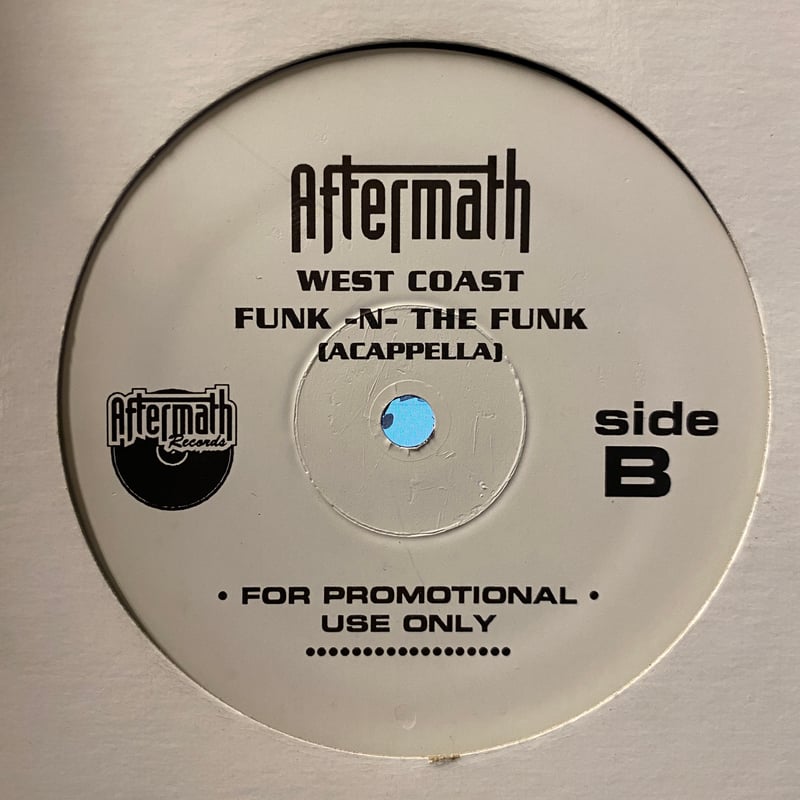 Aftermath
WEST COAST
FUNK -N- THE FUNK
(ACAPPELLA)
Aftermath
Records
side
B
• FOR PROMOTIONAL •
USE ONLY